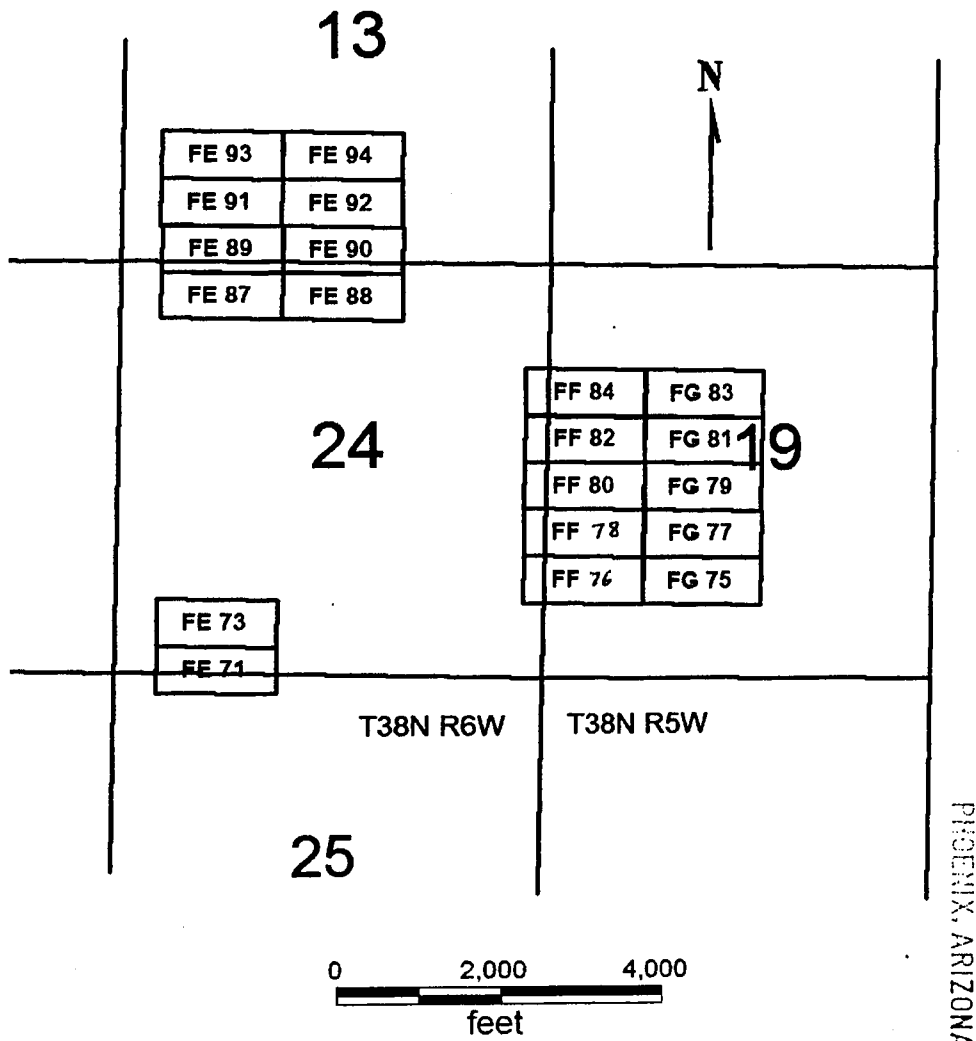 13
N
FE 93 FE 94
FE 91 FE 92
FE 89 FE 90
FE 87 FE 88
FF 84 FG 83
24
FF 82 FG 81 19
FF 80 FG 79
FF 78 FG 77
FF 76 FG 75
FE 73
FE 71
T38N R6W T38N R5W
25
PHOENIX, ARIZONA
0 2,000 4,000
feet